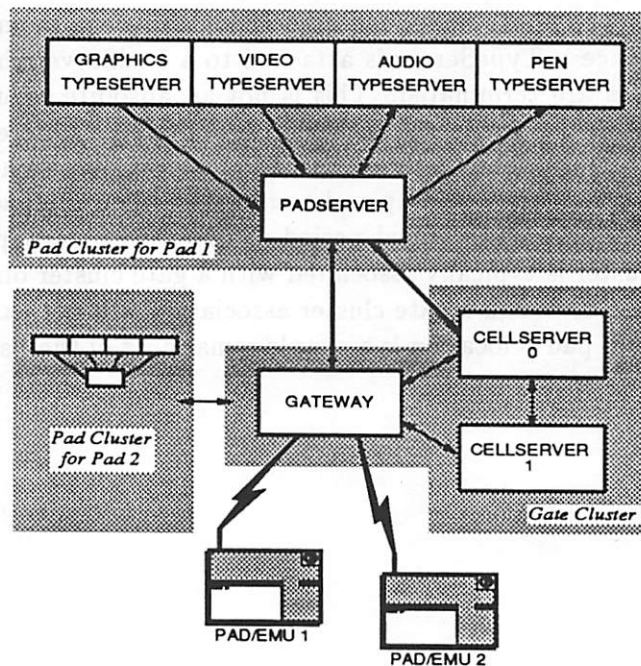 GRAPHICS
TYPESERVER
VIDEO
TYPESERVER
AUDIO
TYPESERVER
PEN
TYPESERVER
PADSERVER
Pad Cluster for Pad 1
CELLSERVER
0
GATEWAY
Pad Cluster
for Pad 2
CELLSERVER
1
Gate Cluster
PAD/EMU 1
PAD/EMU 2